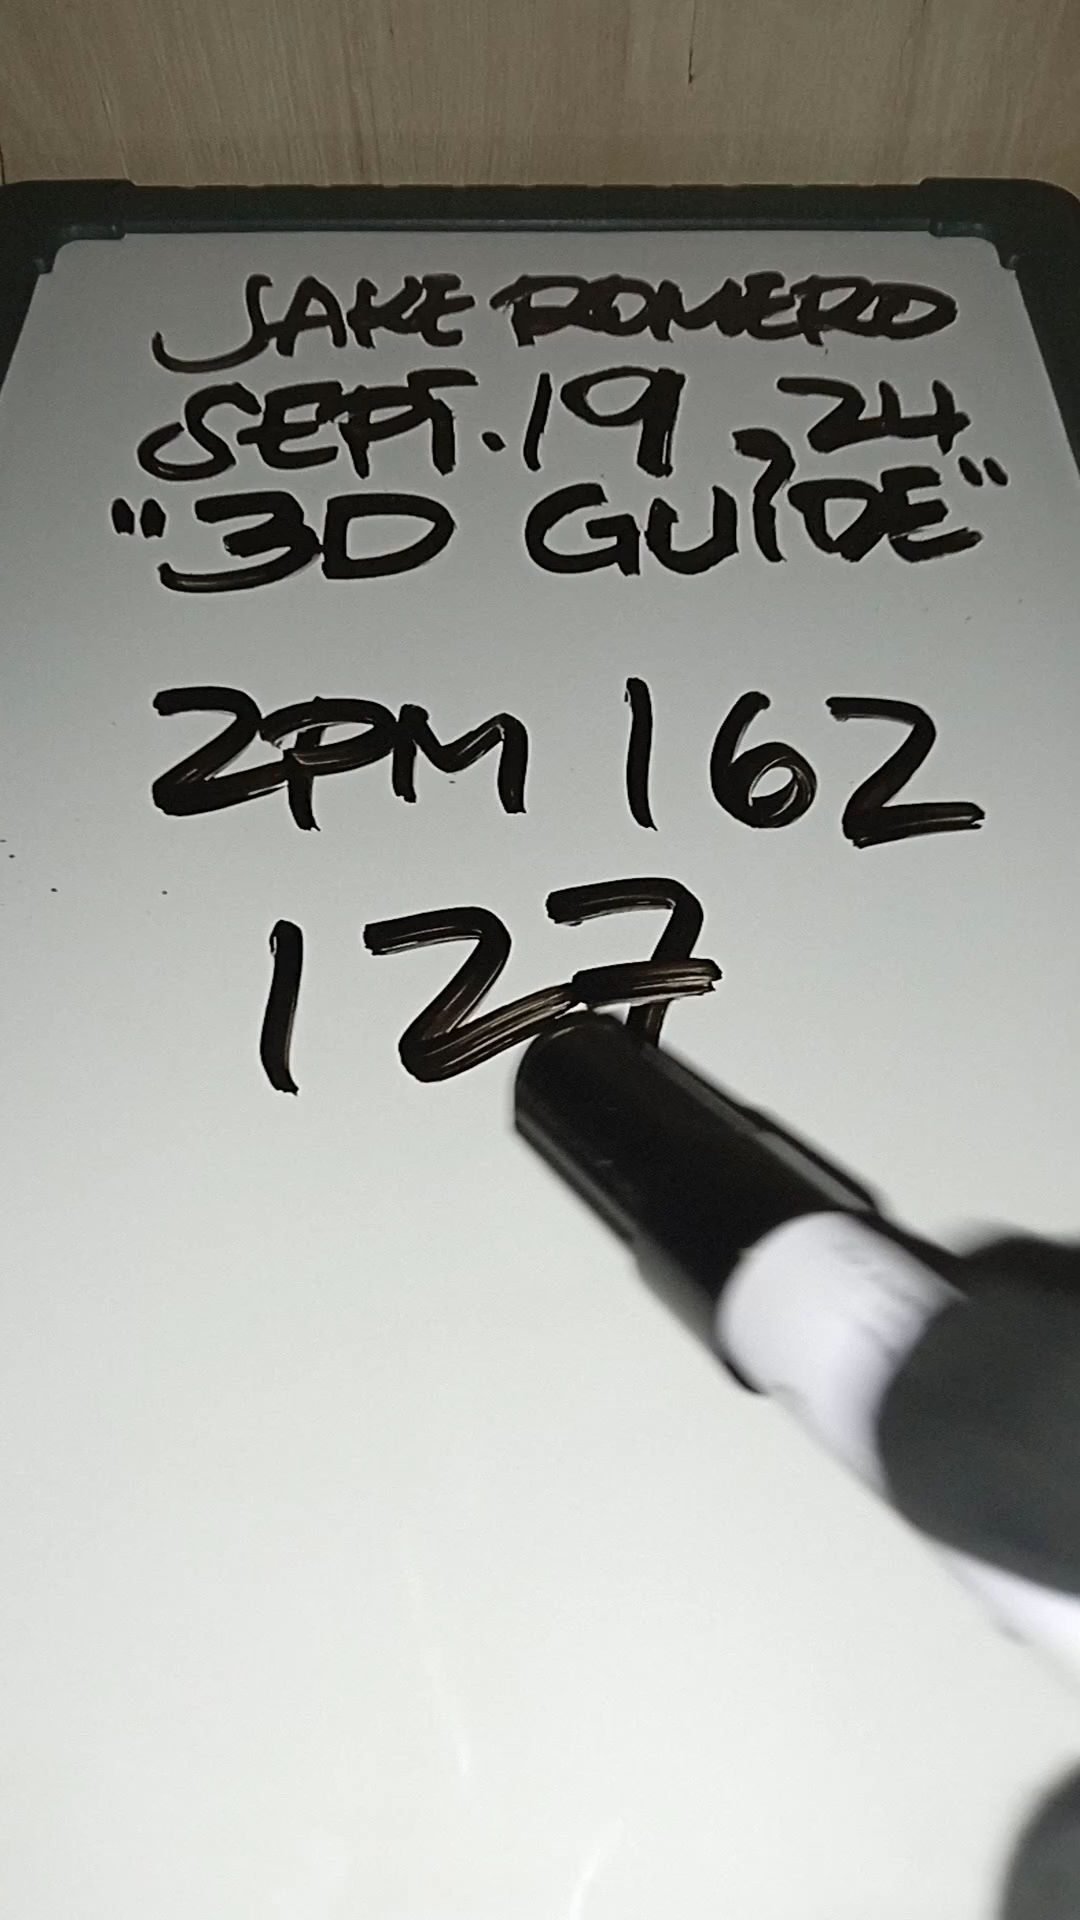 JAKE ROMERO
SEPT. 19, 24
"3D GUIDE"
2PM 162
127